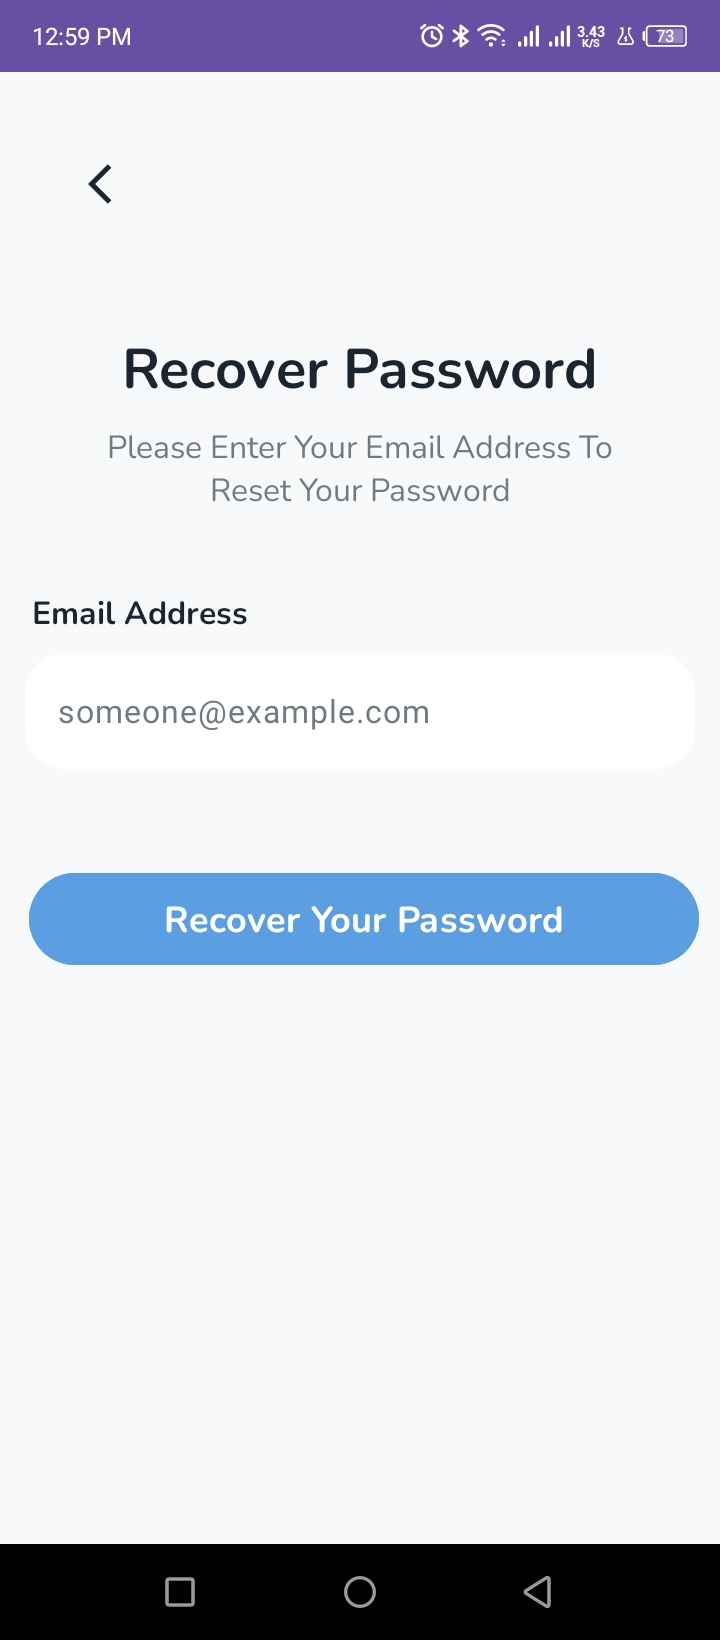 12:59 PM
3.43
K/S
73
Recover Password
Please Enter Your Email Address To
Reset Your Password
Email Address
someone@example.com
Recover Your Password